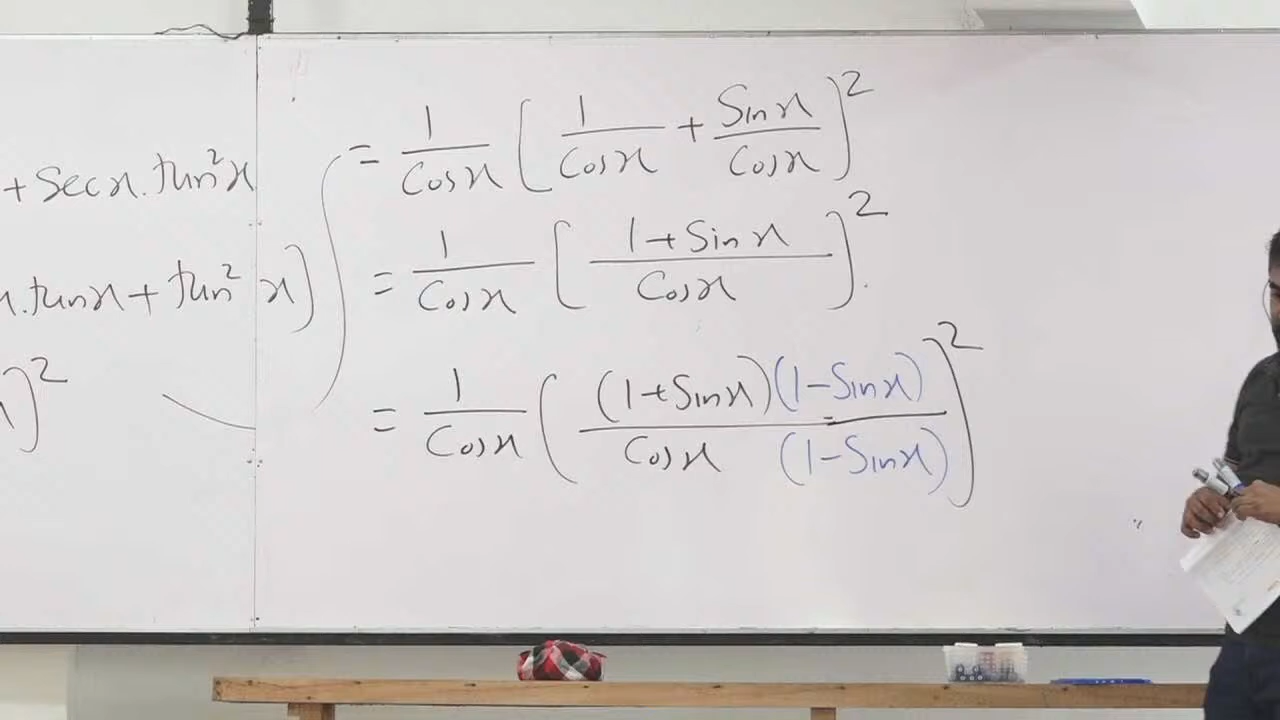 + Secx.tan²x
x.tanx + tan²x]
]²
= 1/Cosx [1/Cosx + Sinx/Cosx]²
= 1/Cosx [(1+Sinx)/Cosx]².
= 1/Cosx [(1+Sinx)(1-Sinx)/Cosx (1-Sinx)]²